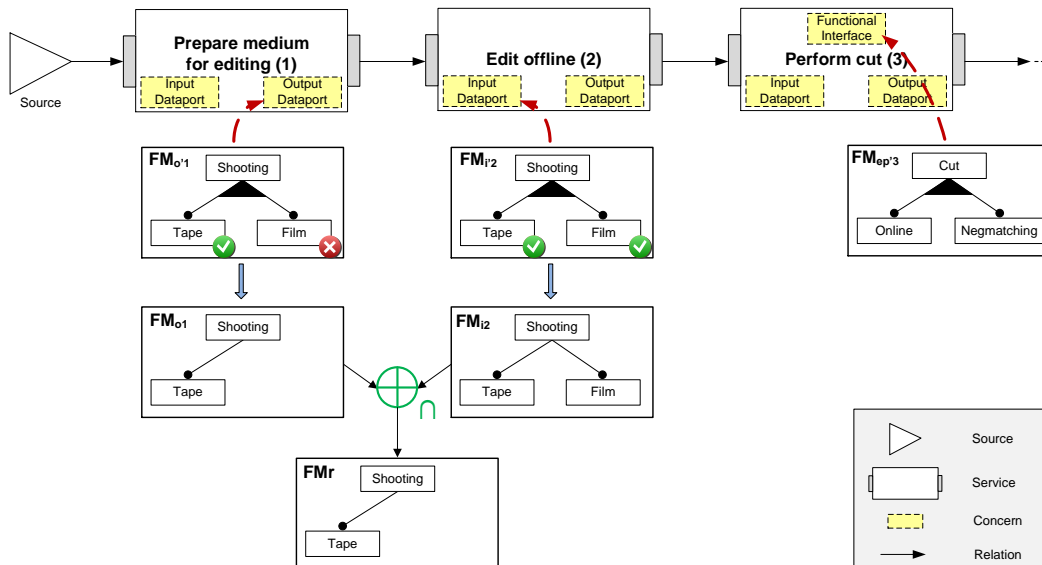 Source
Prepare medium
for editing (1)
Input
Dataport
Output
Dataport
Edit offline (2)
Input
Dataport
Output
Dataport
Functional
Interface
Perform cut (3)
Input
Dataport
Output
Dataport
FMo'1
Shooting
Tape
Film
FMi'2
Shooting
Tape
Film
FMep'3
Cut
Online
Negmatching
FMo1
Shooting
Tape
FMi2
Shooting
Tape
Film
∩
FMr
Shooting
Tape
Source
Service
Concern
Relation